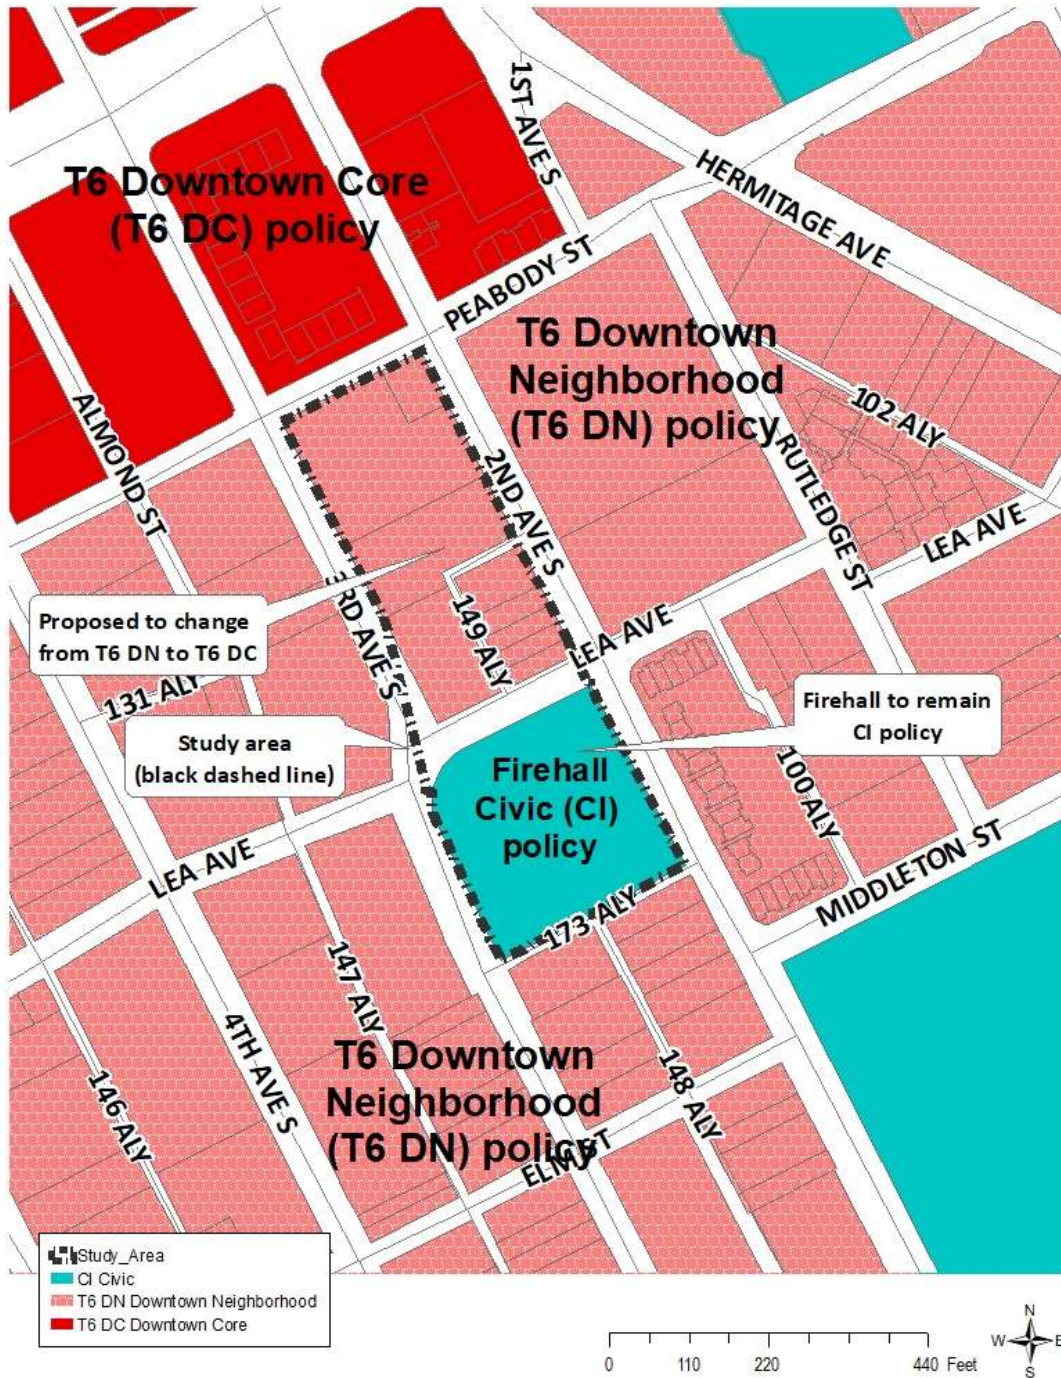 1ST AVE S
HERMITAGE AVE
T6 Downtown Core
(T6 DC) policy
PEABODY ST
T6 Downtown
Neighborhood
(T6 DN) policy
102 ALY
ALMOND ST
2ND AVE S
RUTLEDGE ST
LEA AVE
3RD AVE S
149 ALY
Proposed to change
from T6 DN to T6 DC
LEA AVE
131 ALY
Study area
(black dashed line)
Firehall to remain
CI policy
Firehall
Civic (CI)
policy
100 ALY
MIDDLETON ST
LEA AVE
173 ALY
147 ALY
4TH AVE S
T6 Downtown
Neighborhood
(T6 DN) policy
146 ALY
148 ALY
ELM ST
Study_Area
CI Civic
T6 DN Downtown Neighborhood
T6 DC Downtown Core
0 110 220 440 Feet
N
W E
S